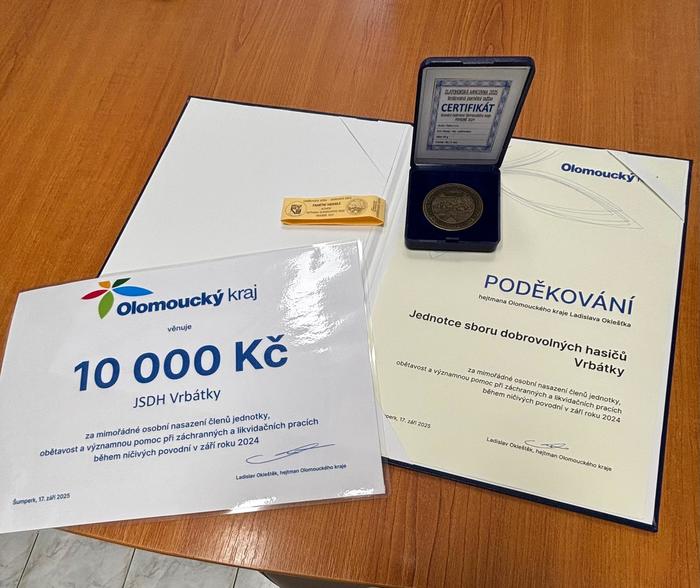 Olomoucký kraj
věnuje
10 000 Kč
JSDH Vrbátky
za mimořádné osobní nasazení členů jednotky,
obětavost a významnou pomoc při záchranných a likvidačních pracích
během ničivých povodní v září roku 2024
Ladislav Okleštěk, hejtman Olomouckého kraje
Šumperk, 17. září 2025
CERTIFIKÁT
Olomoucký
PODĚKOVÁNÍ
hejtmana Olomouckého kraje Ladislava Oklešťka
Jednotce sboru dobrovolných hasičů
Vrbátky
za mimořádné osobní nasazení členů jednotky,
obětavost a významnou pomoc při záchranných a likvidačních pracích
během ničivých povodní v září roku 2024
umperk, 17. září 2025
Ladislav Okleštěk, hejtman Olomouckého kraje